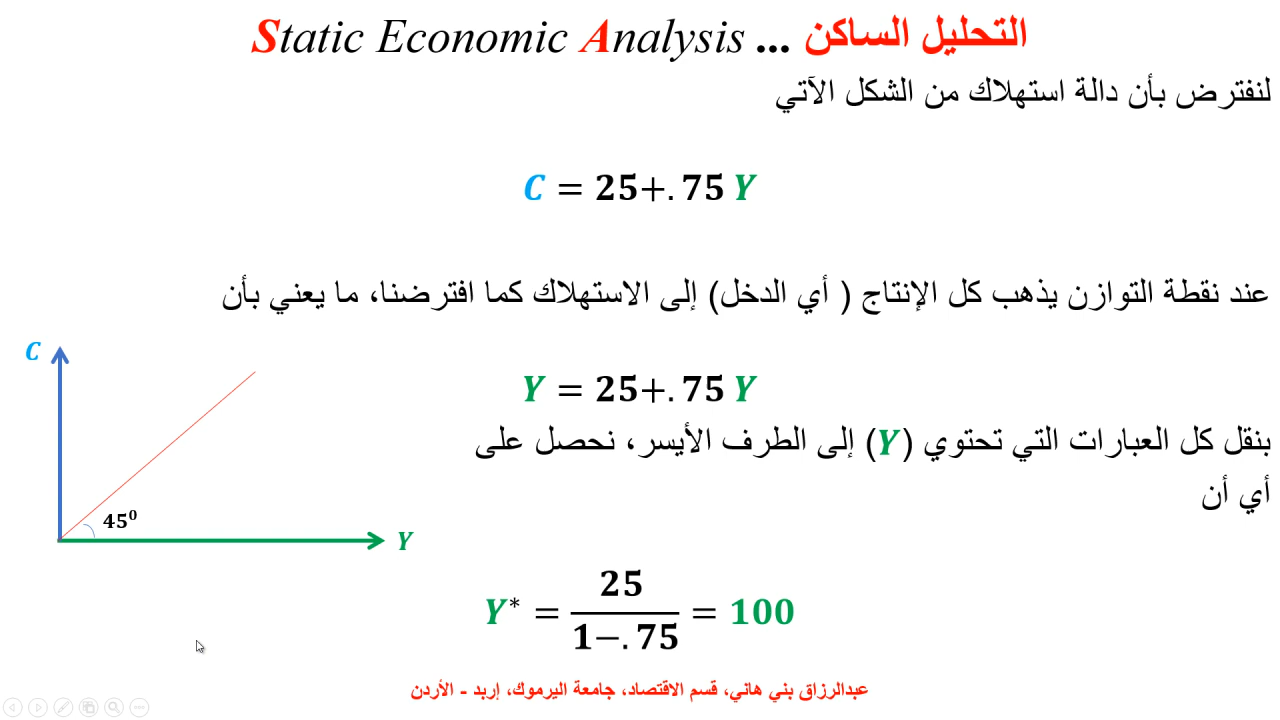 Static Economic Analysis ... التحليل الساكن
لنفترض بأن دالة استهلاك من الشكل الآتي
C = 25+.75 Y
عند نقطة التوازن يذهب كل الإنتاج ( أي الدخل) إلى الاستهلاك كما افترضنا، ما يعني بأن
C
Y = 25+.75 Y
بنقل كل العبارات التي تحتوي (Y) إلى الطرف الأيسر، نحصل على
أي أن
45⁰
Y
Y* = 25 / 1−.75 = 100
عبدالرزاق بني هاني، قسم الاقتصاد، جامعة اليرموك، إربد - الأردن